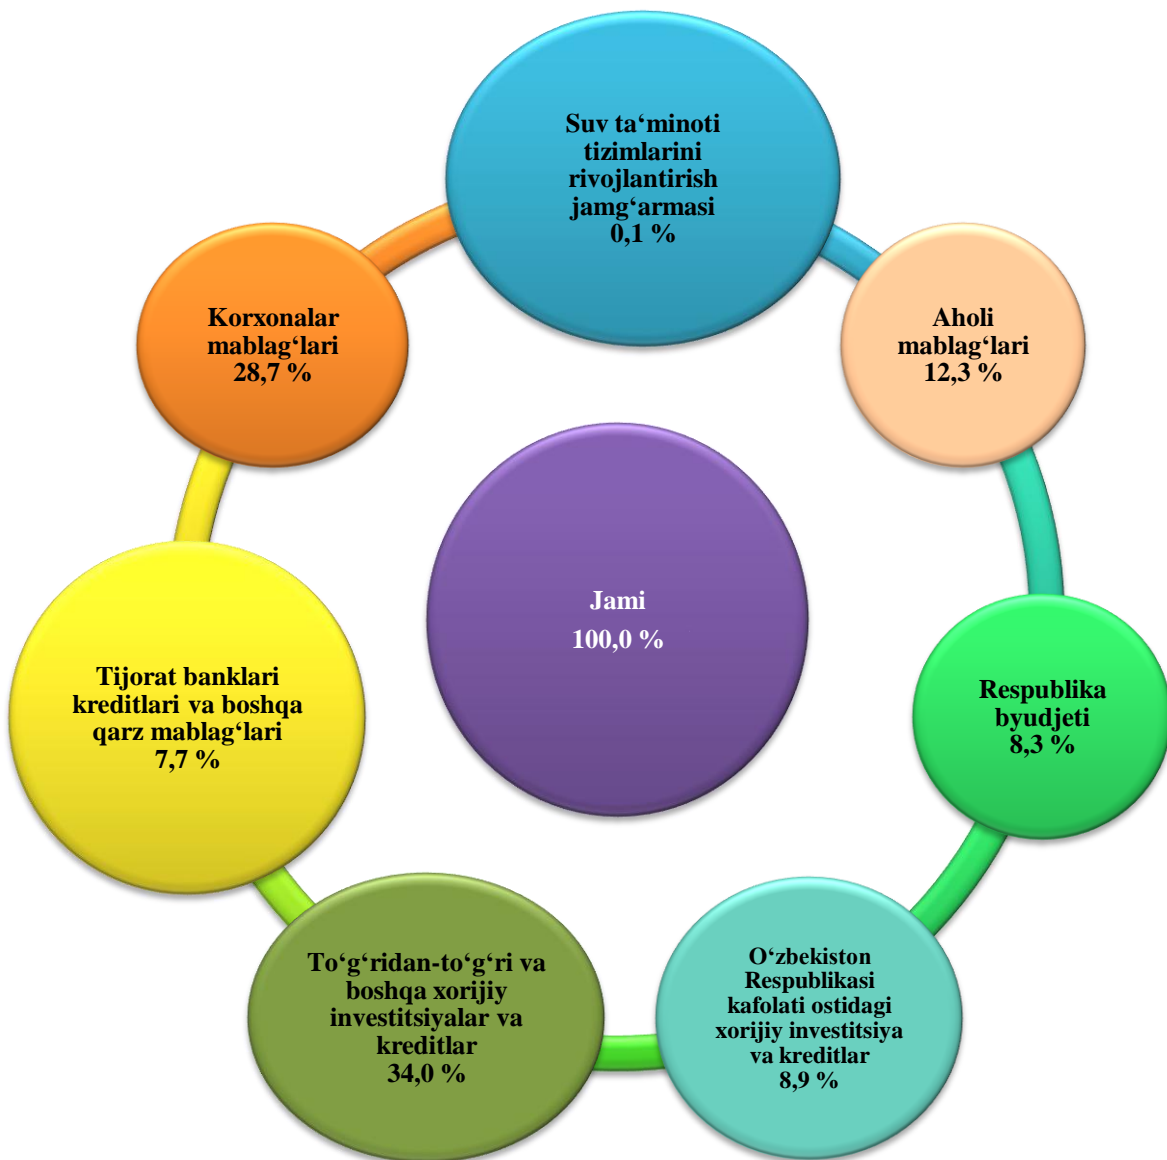 Suv ta‘minoti
tizimlarini
rivojlantirish
jamg‘armasi
0,1 %
Aholi
mablag‘lari
12,3 %
Respublika
byudjeti
8,3 %
O‘zbekiston
Respublikasi
kafolati ostidagi
xorijiy investitsiya
va kreditlar
8,9 %
To‘g‘ridan-to‘g‘ri va
boshqa xorijiy
investitsiyalar va
kreditlar
34,0 %
Tijorat banklari
kreditlari va boshqa
qarz mablag‘lari
7,7 %
Korxonalar
mablag‘lari
28,7 %
Jami
100,0 %